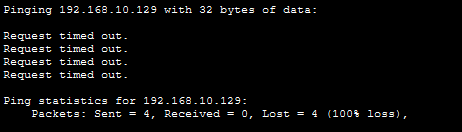 Pinging 192.168.10.129 with 32 bytes of data:
Request timed out.
Request timed out.
Request timed out.
Request timed out.
Ping statistics for 192.168.10.129:
Packets: Sent = 4, Received = 0, Lost = 4 (100% loss),